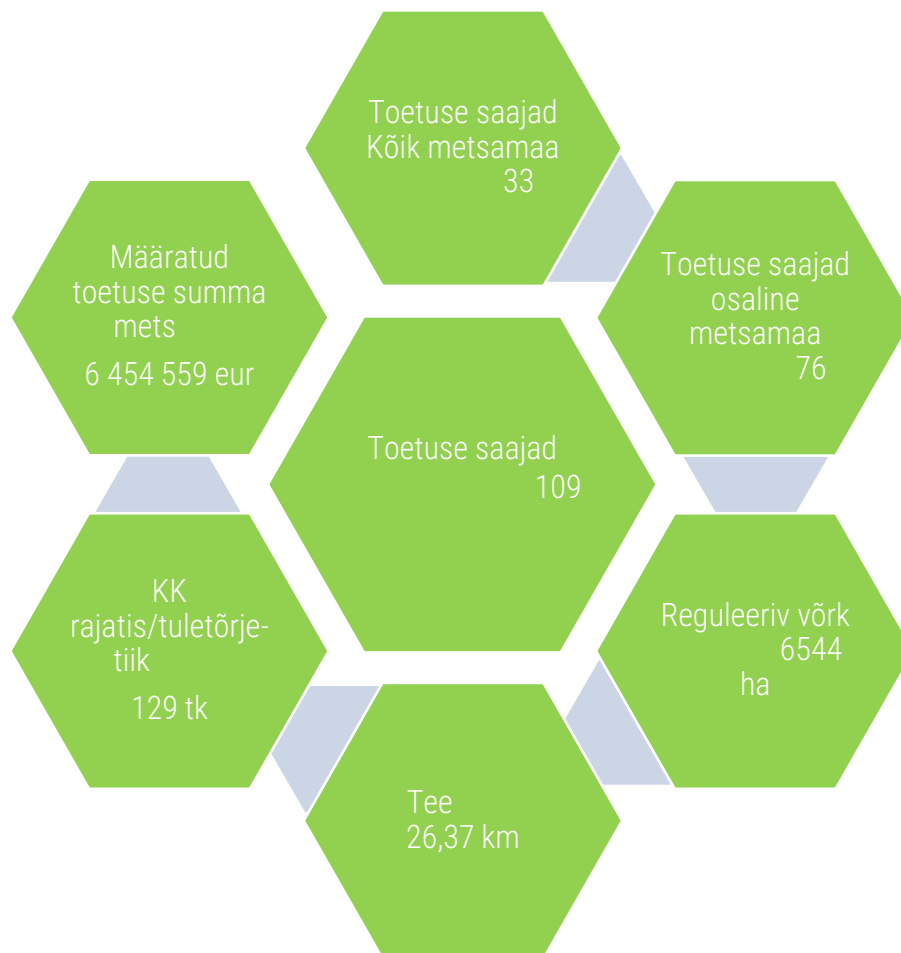 Toetuse saajad
Kõik metsamaa
33
Toetuse saajad
osaline
metsamaa
76
Määratud
toetuse summa
mets
6 454 559 eur
Toetuse saajad
109
KK
rajatis/tuletõrje-
tiik
129 tk
Reguleeriv võrk
6544
ha
Tee
26,37 km